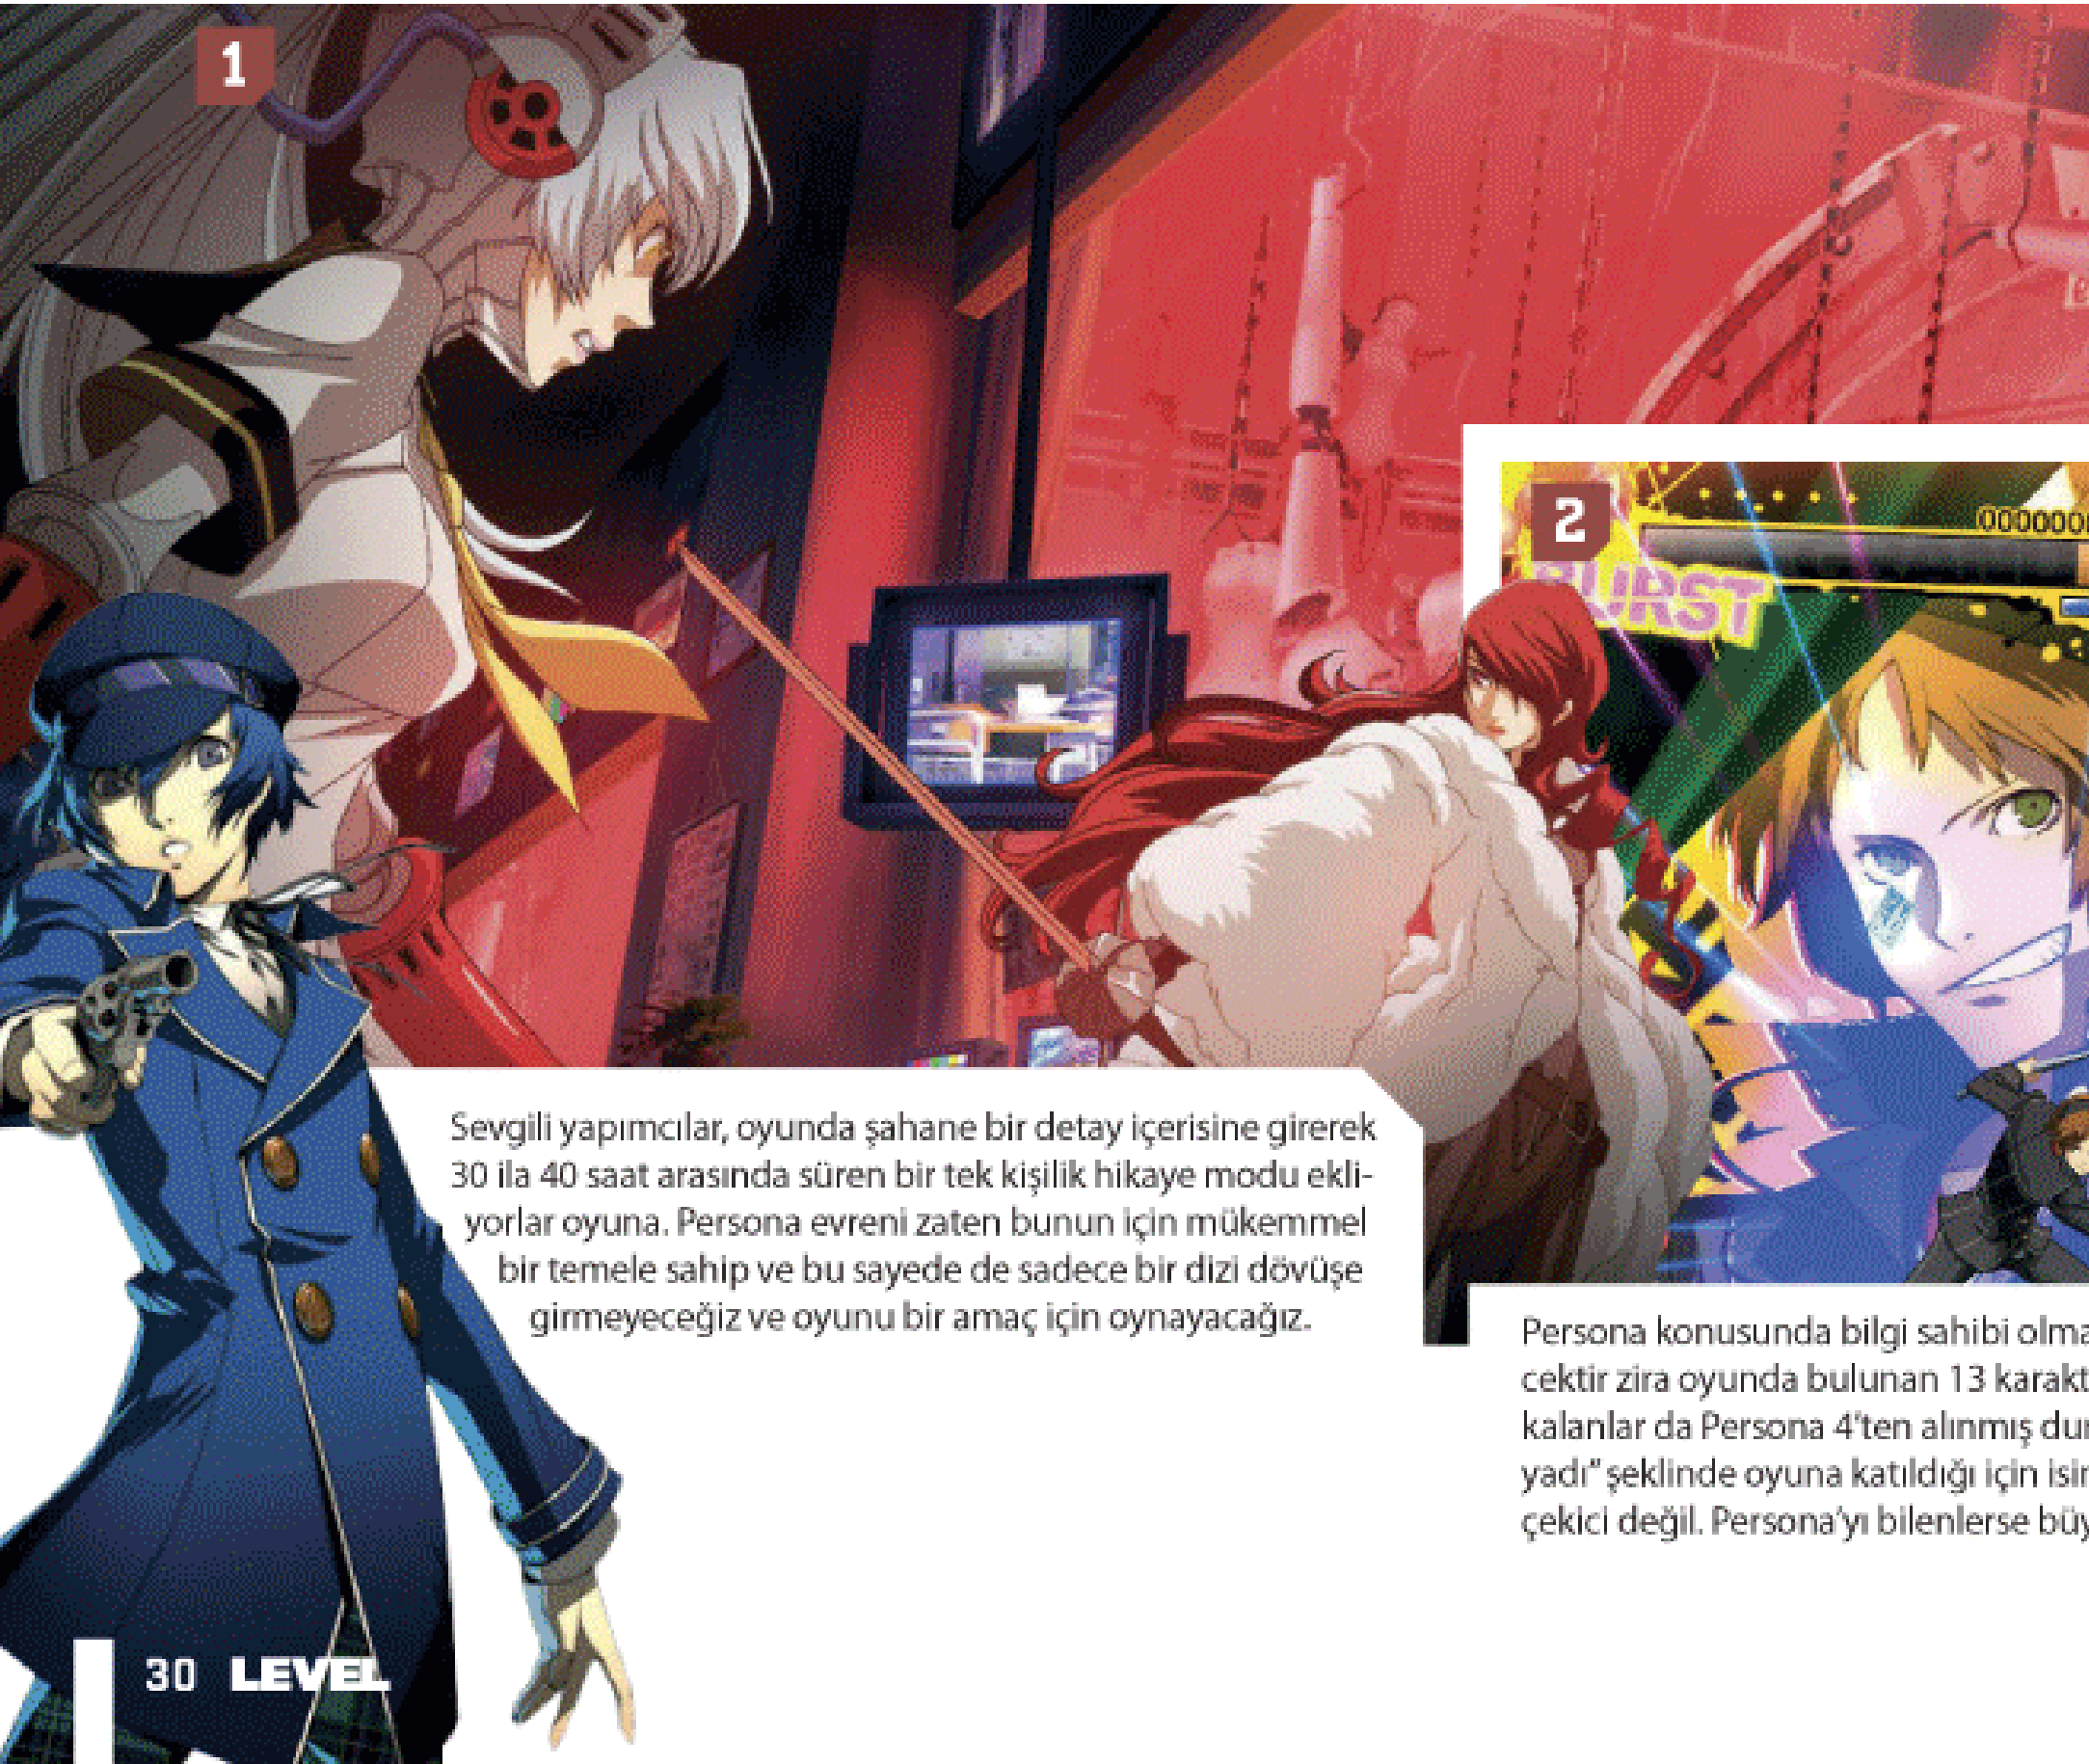 1
2
000000
BURST
Sevgili yapımcılar, oyunda şahane bir detay içerisine girerek
30 ila 40 saat arasında süren bir tek kişilik hikaye modu ekli-
yorlar oyuna. Persona evreni zaten bunun için mükemmel
bir temele sahip ve bu sayede de sadece bir dizi dövüşe
girmeyeceğiz ve oyunu bir amaç için oynayacağız.
Persona konusunda bilgi sahibi olma
cektir zira oyunda bulunan 13 karakt
kalanlar da Persona 4'ten alınmış dur
yadı" şeklinde oyuna katıldığı için isim
çekici değil. Persona'yı bilenlerse büy
30 LEVEL